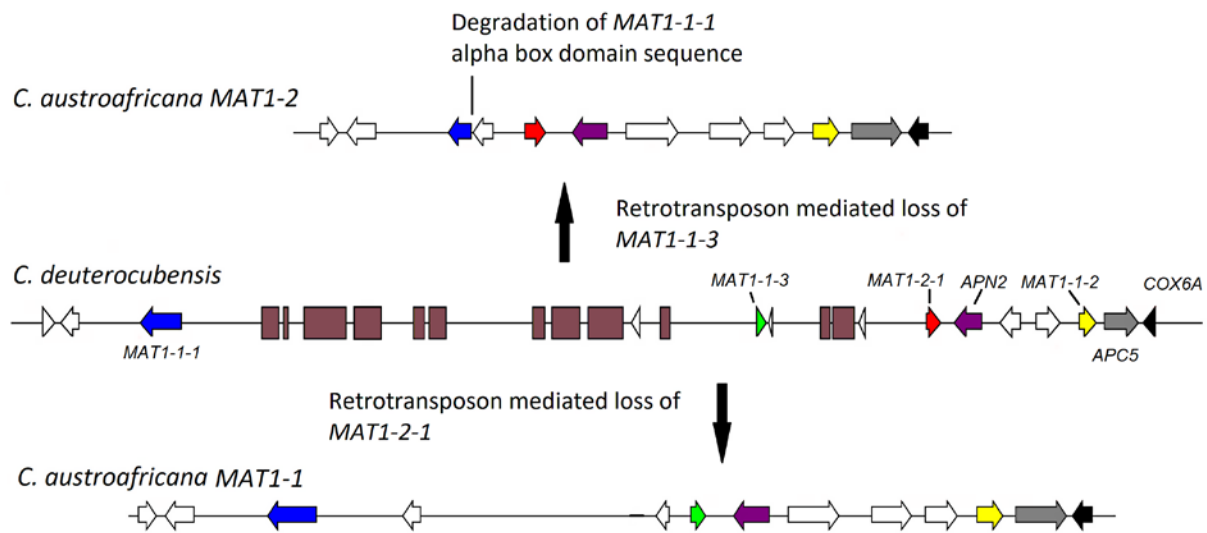 Degradation of MAT1-1-1
alpha box domain sequence
C. austroafricana MAT1-2
Retrotransposon mediated loss of
MAT1-1-3
C. deuterocubensis
MAT1-1-3
MAT1-2-1
APN2
MAT1-1-2
COX6A
MAT1-1-1
APC5
Retrotransposon mediated loss of
MAT1-2-1
C. austroafricana MAT1-1